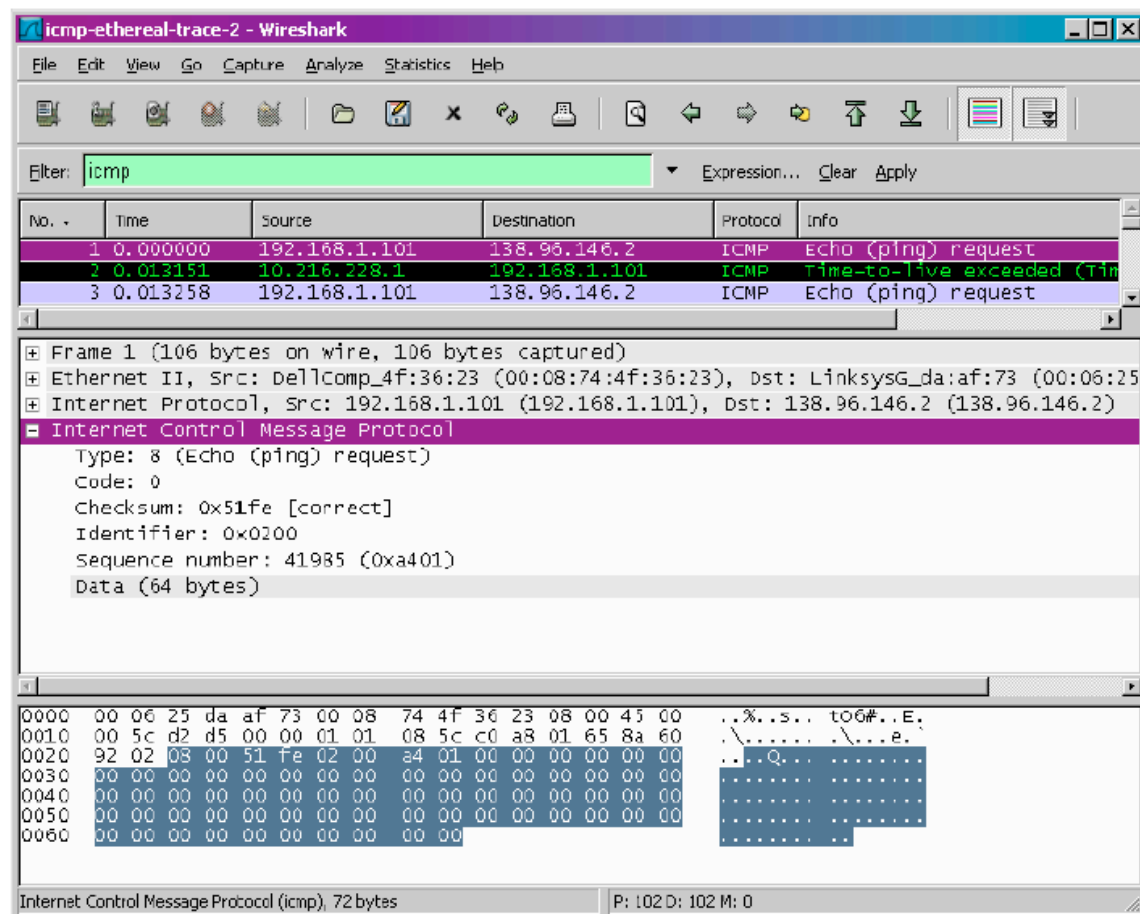 icmp-ethereal-trace-2 - Wireshark
File Edit View Go Capture Analyze Statistics Help
Filter: icmp Expression... Clear Apply
No. Time Source Destination Protocol Info
1 0.000000 192.168.1.101 138.96.146.2 ICMP Echo (ping) request
2 0.013151 10.216.228.1 192.168.1.101 ICMP Time-to-live exceeded (Tim
3 0.013258 192.168.1.101 138.96.146.2 ICMP Echo (ping) request
Frame 1 (106 bytes on wire, 106 bytes captured)
Ethernet II, Src: DellComp_4f:36:23 (00:08:74:4f:36:23), Dst: LinksysG_da:af:73 (00:06:25
Internet Protocol, Src: 192.168.1.101 (192.168.1.101), Dst: 138.96.146.2 (138.96.146.2)
Internet Control Message Protocol
Type: 8 (Echo (ping) request)
Code: 0
Checksum: 0x51fe [correct]
Identifier: 0x0200
Sequence number: 41985 (0xa401)
Data (64 bytes)
0000 00 06 25 da af 73 00 08 74 4f 36 23 08 00 45 00 ..%..s.. tO6#..E.
0010 00 5c d2 d5 00 00 01 01 08 5c c0 a8 01 65 8a 60 .\...... .\...e.`
0020 92 02 08 00 51 fe 02 00 a4 01 00 00 00 00 00 00 ....Q... ........
0030 00 00 00 00 00 00 00 00 00 00 00 00 00 00 00 00 ........ ........
0040 00 00 00 00 00 00 00 00 00 00 00 00 00 00 00 00 ........ ........
0050 00 00 00 00 00 00 00 00 00 00 00 00 00 00 00 00 ........ ........
0060 00 00 00 00 00 00 00 00 00 00 ........ ..
Internet Control Message Protocol (icmp), 72 bytes P: 102 D: 102 M: 0